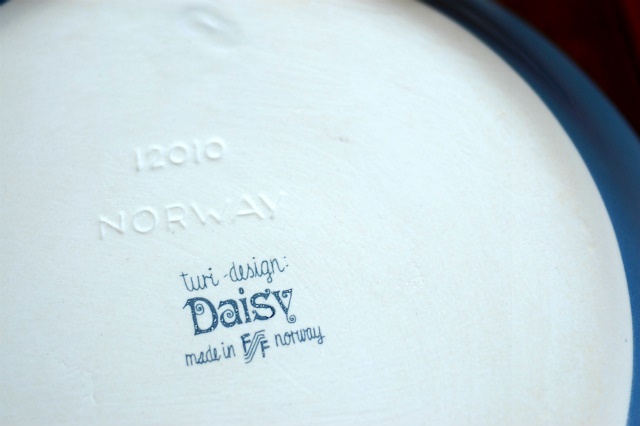 12010
NORWAY
turi-design:
Daisy
made in FF norway